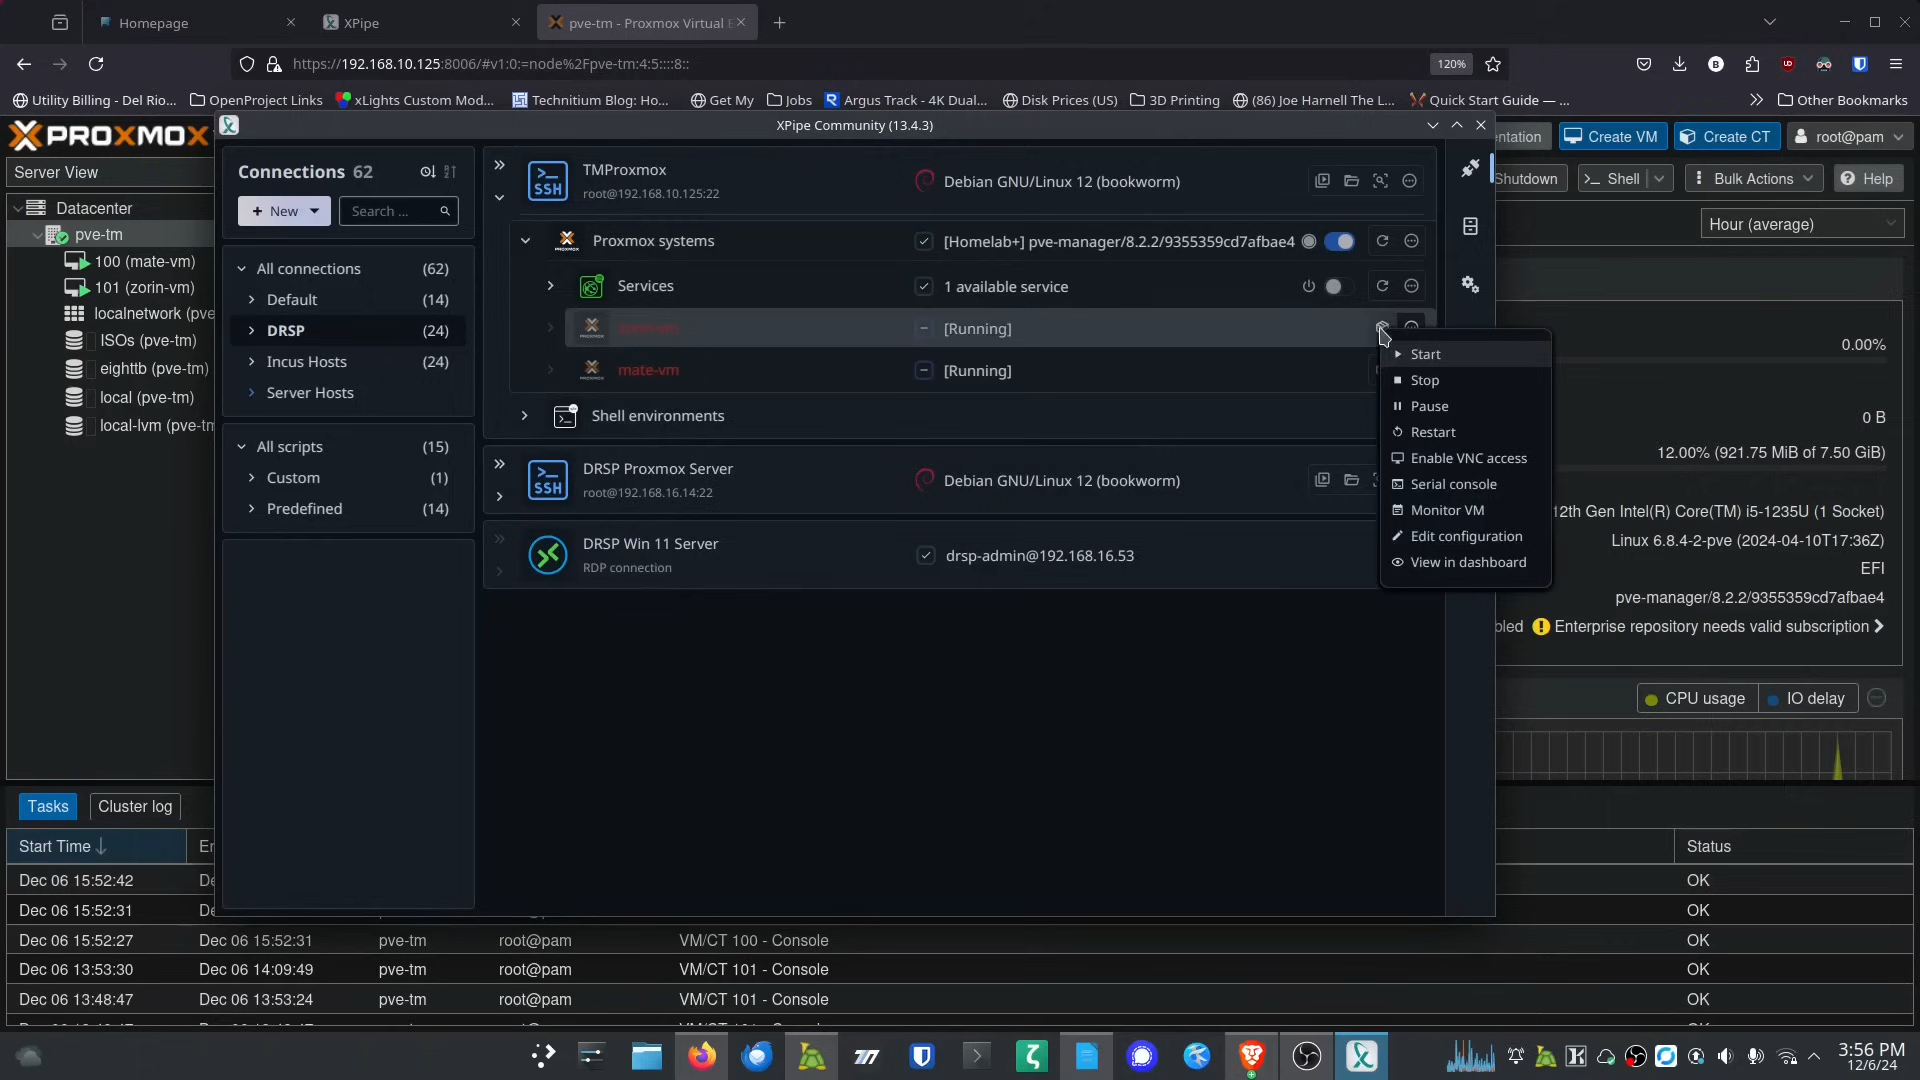 Homepage
XPipe
pve-tm - Proxmox Virtual E
https://192.168.10.125:8006/#v1:0:=node%2Fpve-tm:4:5::::8::
120%
Utility Billing - Del Rio...
OpenProject Links
xLights Custom Mod...
Technitium Blog: Ho...
Get My
Jobs
Argus Track - 4K Dual...
Disk Prices (US)
3D Printing
(86) Joe Harnell The L...
Quick Start Guide — ...
Other Bookmarks
PROXMOX
XPipe Community (13.4.3)
entation
Create VM
Create CT
root@pam
Server View
Shutdown
Shell
Bulk Actions
Help
Datacenter
pve-tm
100 (mate-vm)
101 (zorin-vm)
localnetwork (pve
ISOs (pve-tm)
eighttb (pve-tm)
local (pve-tm)
local-lvm (pve-tm
Connections 62
New
Search ...
All connections (62)
Default (14)
DRSP (24)
Incus Hosts (24)
Server Hosts
All scripts (15)
Custom (1)
Predefined (14)
TMProxmox
root@192.168.10.125:22
Debian GNU/Linux 12 (bookworm)
Proxmox systems
[Homelab+] pve-manager/8.2.2/9355359cd7afbae4
Services
1 available service
zorin-vm
[Running]
mate-vm
[Running]
Shell environments
DRSP Proxmox Server
root@192.168.16.14:22
Debian GNU/Linux 12 (bookworm)
DRSP Win 11 Server
RDP connection
drsp-admin@192.168.16.53
Start
Stop
Pause
Restart
Enable VNC access
Serial console
Monitor VM
Edit configuration
View in dashboard
Hour (average)
0.00%
0 B
12.00% (921.75 MiB of 7.50 GiB)
12th Gen Intel(R) Core(TM) i5-1235U (1 Socket)
Linux 6.8.4-2-pve (2024-04-10T17:36Z)
EFI
pve-manager/8.2.2/9355359cd7afbae4
bled
Enterprise repository needs valid subscription
CPU usage
IO delay
Tasks
Cluster log
Start Time
Er
Status
Dec 06 15:52:42 De OK
Dec 06 15:52:31 De OK
Dec 06 15:52:27 Dec 06 15:52:31 pve-tm root@pam VM/CT 100 - Console OK
Dec 06 13:53:30 Dec 06 14:09:49 pve-tm root@pam VM/CT 101 - Console OK
Dec 06 13:48:47 Dec 06 13:53:24 pve-tm root@pam VM/CT 101 - Console OK
3:56 PM
12/6/24